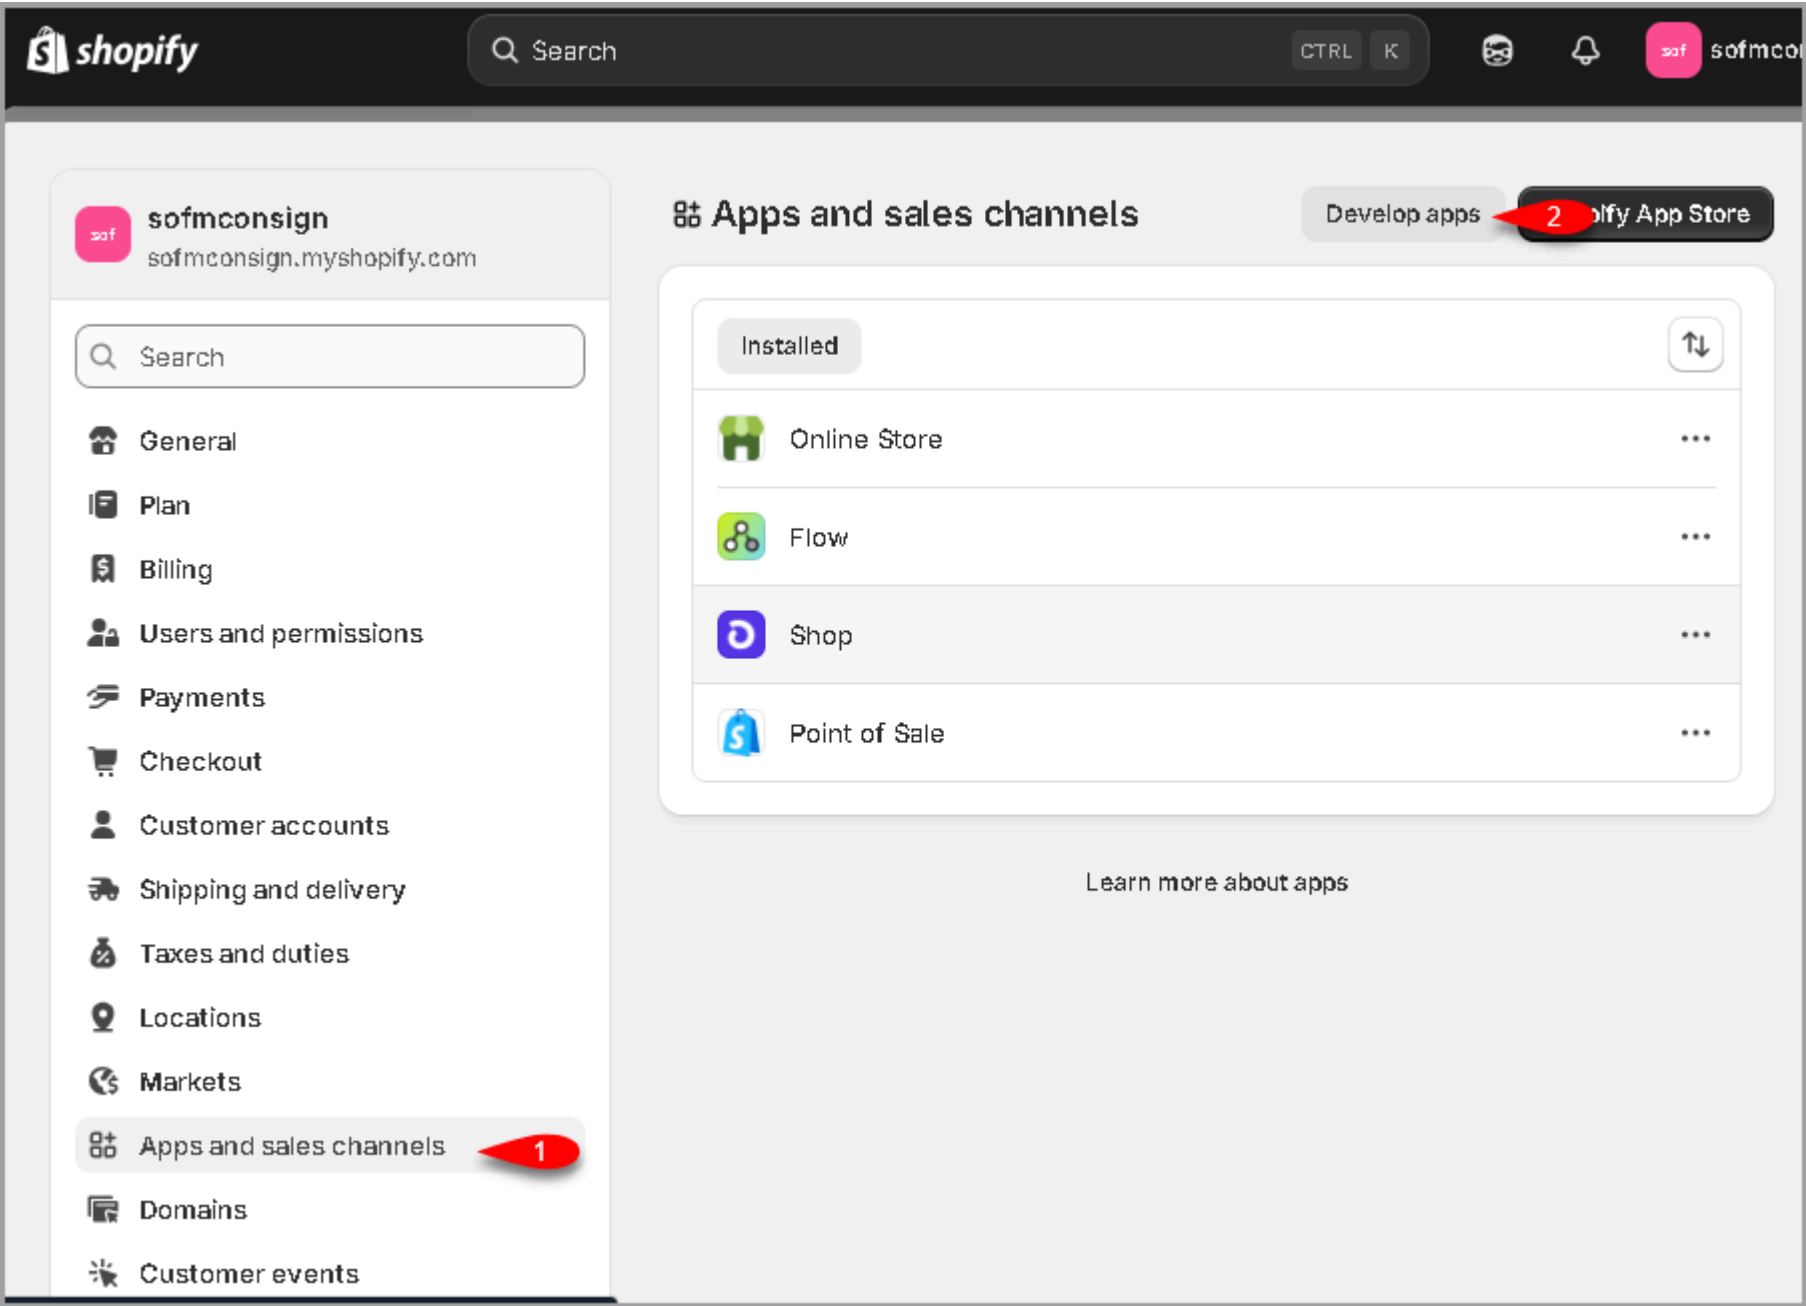 shopify
Search
CTRL K
sof
sofmcon
sof
sofmconsign
sofmconsign.myshopify.com
Search
General
Plan
Billing
Users and permissions
Payments
Checkout
Customer accounts
Shipping and delivery
Taxes and duties
Locations
Markets
Apps and sales channels
1
Domains
Customer events
Apps and sales channels
Develop apps
2
ify App Store
Installed
Online Store
Flow
Shop
Point of Sale
Learn more about apps